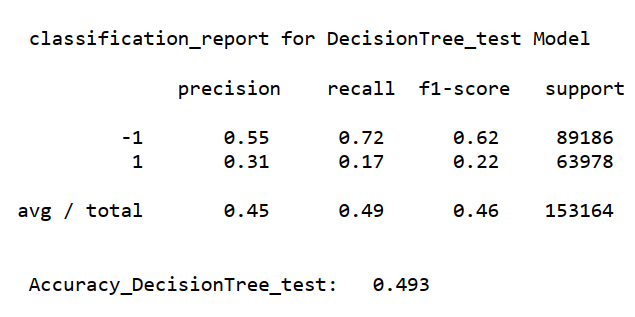 classification_report for DecisionTree_test Model
precision recall f1-score support
-1 0.55 0.72 0.62 89186
1 0.31 0.17 0.22 63978
avg / total 0.45 0.49 0.46 153164
Accuracy_DecisionTree_test: 0.493